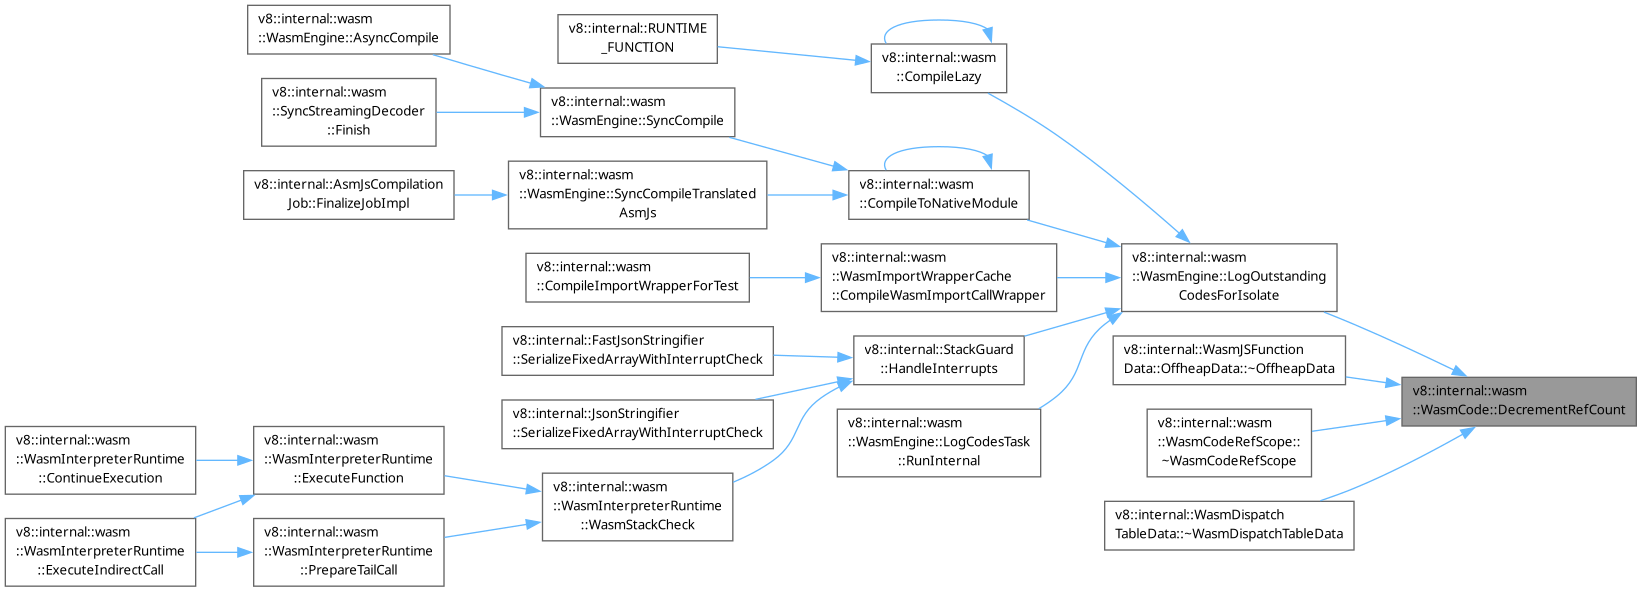 v8::internal::wasm
::WasmEngine::AsyncCompile
v8::internal::RUNTIME
_FUNCTION
v8::internal::wasm
::CompileLazy
v8::internal::wasm
::SyncStreamingDecoder
::Finish
v8::internal::wasm
::WasmEngine::SyncCompile
v8::internal::AsmJsCompilation
Job::FinalizeJobImpl
v8::internal::wasm
::WasmEngine::SyncCompileTranslated
AsmJs
v8::internal::wasm
::CompileToNativeModule
v8::internal::wasm
::CompileImportWrapperForTest
v8::internal::wasm
::WasmImportWrapperCache
::CompileWasmImportCallWrapper
v8::internal::wasm
::WasmEngine::LogOutstanding
CodesForIsolate
v8::internal::FastJsonStringifier
::SerializeFixedArrayWithInterruptCheck
v8::internal::StackGuard
::HandleInterrupts
v8::internal::WasmJSFunction
Data::OffheapData::~OffheapData
v8::internal::wasm
::WasmCode::DecrementRefCount
v8::internal::JsonStringifier
::SerializeFixedArrayWithInterruptCheck
v8::internal::wasm
::WasmEngine::LogCodesTask
::RunInternal
v8::internal::wasm
::WasmCodeRefScope::
~WasmCodeRefScope
v8::internal::wasm
::WasmInterpreterRuntime
::ContinueExecution
v8::internal::wasm
::WasmInterpreterRuntime
::ExecuteFunction
v8::internal::wasm
::WasmInterpreterRuntime
::WasmStackCheck
v8::internal::WasmDispatch
TableData::~WasmDispatchTableData
v8::internal::wasm
::WasmInterpreterRuntime
::ExecuteIndirectCall
v8::internal::wasm
::WasmInterpreterRuntime
::PrepareTailCall